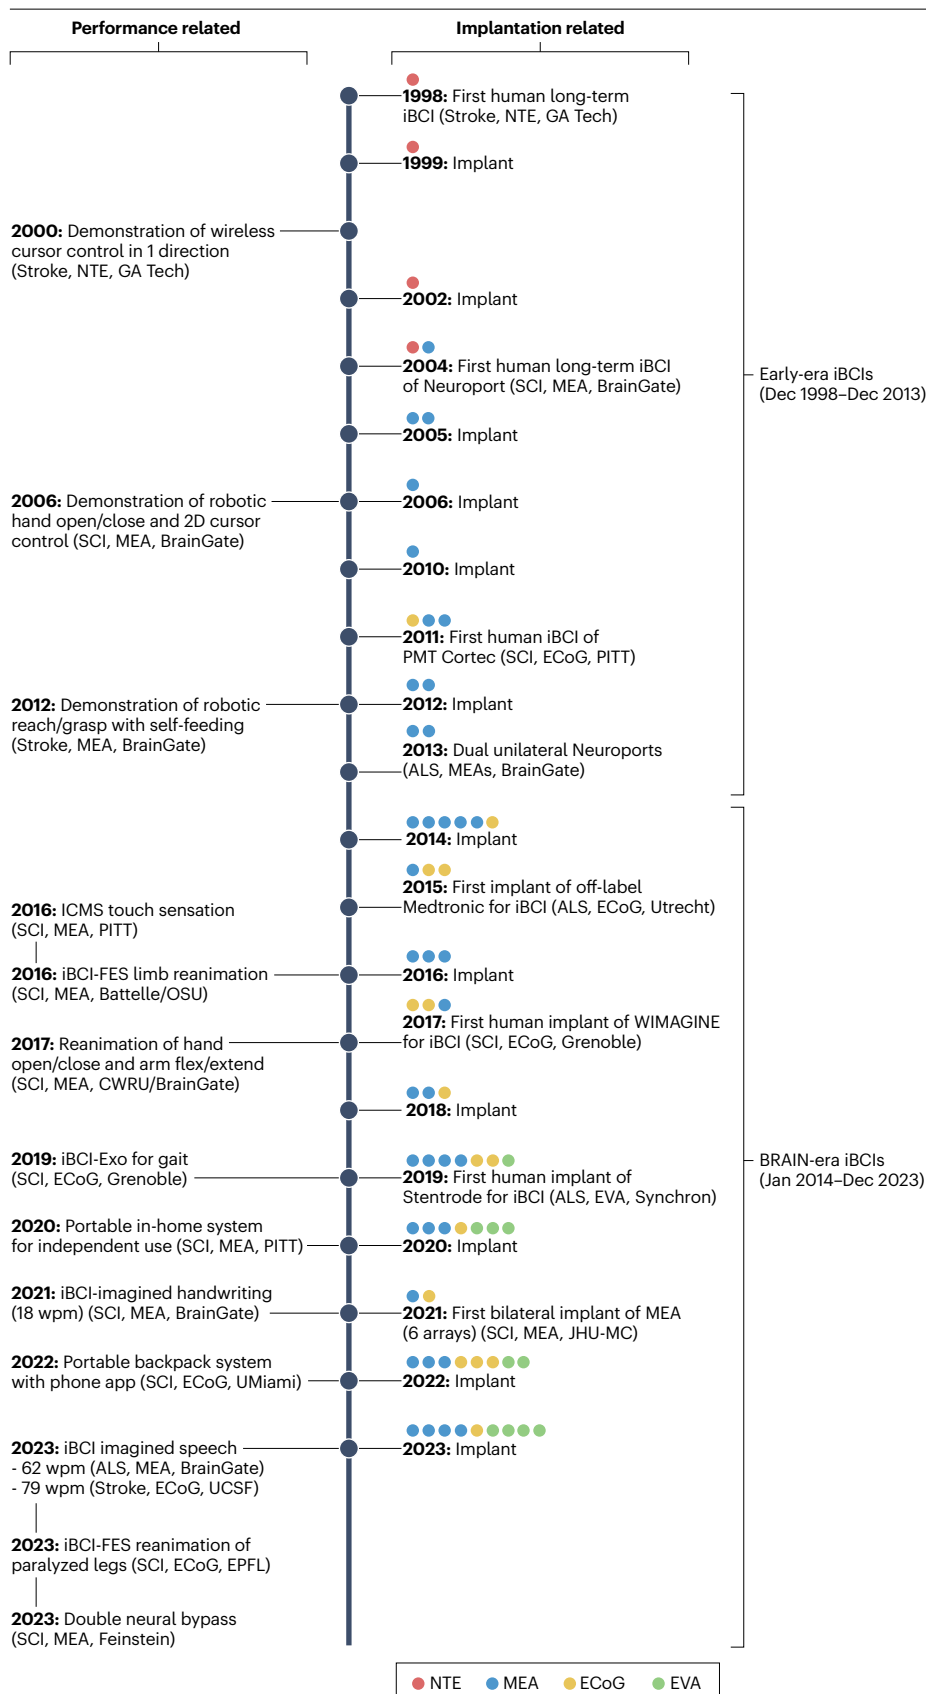 Performance related
Implantation related
1998: First human long-term
iBCI (Stroke, NTE, GA Tech)
1999: Implant
2000: Demonstration of wireless
cursor control in 1 direction
(Stroke, NTE, GA Tech)
2002: Implant
2004: First human long-term iBCI
of Neuroport (SCI, MEA, BrainGate)
Early-era iBCIs
(Dec 1998–Dec 2013)
2005: Implant
2006: Demonstration of robotic
hand open/close and 2D cursor
control (SCI, MEA, BrainGate)
2006: Implant
2010: Implant
2011: First human iBCI of
PMT Cortec (SCI, ECoG, PITT)
2012: Demonstration of robotic
reach/grasp with self-feeding
(Stroke, MEA, BrainGate)
2012: Implant
2013: Dual unilateral Neuroports
(ALS, MEAs, BrainGate)
2014: Implant
2015: First implant of off-label
Medtronic for iBCI (ALS, ECoG, Utrecht)
2016: ICMS touch sensation
(SCI, MEA, PITT)
2016: iBCI-FES limb reanimation
(SCI, MEA, Battelle/OSU)
2016: Implant
2017: First human implant of WIMAGINE
for iBCI (SCI, ECoG, Grenoble)
2017: Reanimation of hand
open/close and arm flex/extend
(SCI, MEA, CWRU/BrainGate)
2018: Implant
2019: iBCI-Exo for gait
(SCI, ECoG, Grenoble)
2019: First human implant of
Stentrode for iBCI (ALS, EVA, Synchron)
BRAIN-era iBCIs
(Jan 2014–Dec 2023)
2020: Portable in-home system
for independent use (SCI, MEA, PITT)
2020: Implant
2021: iBCI-imagined handwriting
(18 wpm) (SCI, MEA, BrainGate)
2021: First bilateral implant of MEA
(6 arrays) (SCI, MEA, JHU-MC)
2022: Portable backpack system
with phone app (SCI, ECoG, UMiami)
2022: Implant
2023: iBCI imagined speech
- 62 wpm (ALS, MEA, BrainGate)
- 79 wpm (Stroke, ECoG, UCSF)
2023: Implant
2023: iBCI-FES reanimation of
paralyzed legs (SCI, ECoG, EPFL)
2023: Double neural bypass
(SCI, MEA, Feinstein)
NTE
MEA
ECoG
EVA